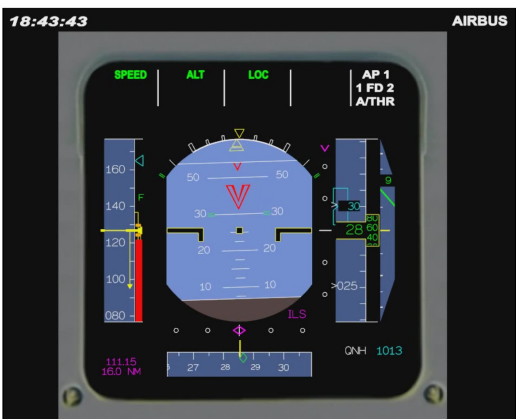 18:43:43 AIRBUS
SPEED ALT LOC AP 1
1 FD 2
A/THR
160
140
120
100
080
F
50 50
30 30
20 20
10 10
9
30
28
80
60
40
025
ILS
111.15
16.0 NM
QNH 1013
27 28 29 30